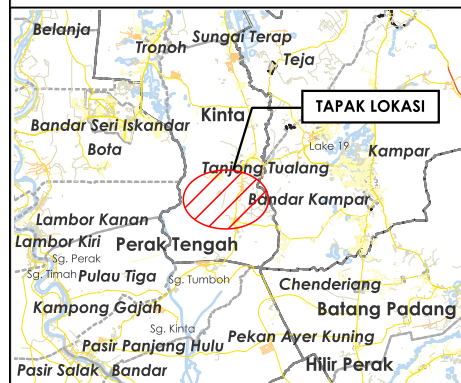 Belanja
Tronoh
Sungai Terap
Teja
Kinta
TAPAK LOKASI
Bandar Seri Iskandar
Bota
Lake 19
Kampar
Tanjong Tualang
Bandar Kampar
Lambor Kanan
Lambor Kiri
Perak Tengah
Sg. Perak
Sg. Timah
Pulau Tiga
Sg. Tumboh
Chenderiang
Kampong Gajah
Batang Padang
Sg. Kinta
Pekan Ayer Kuning
Pasir Panjang Hulu
Hilir Perak
Pasir Salak
Bandar